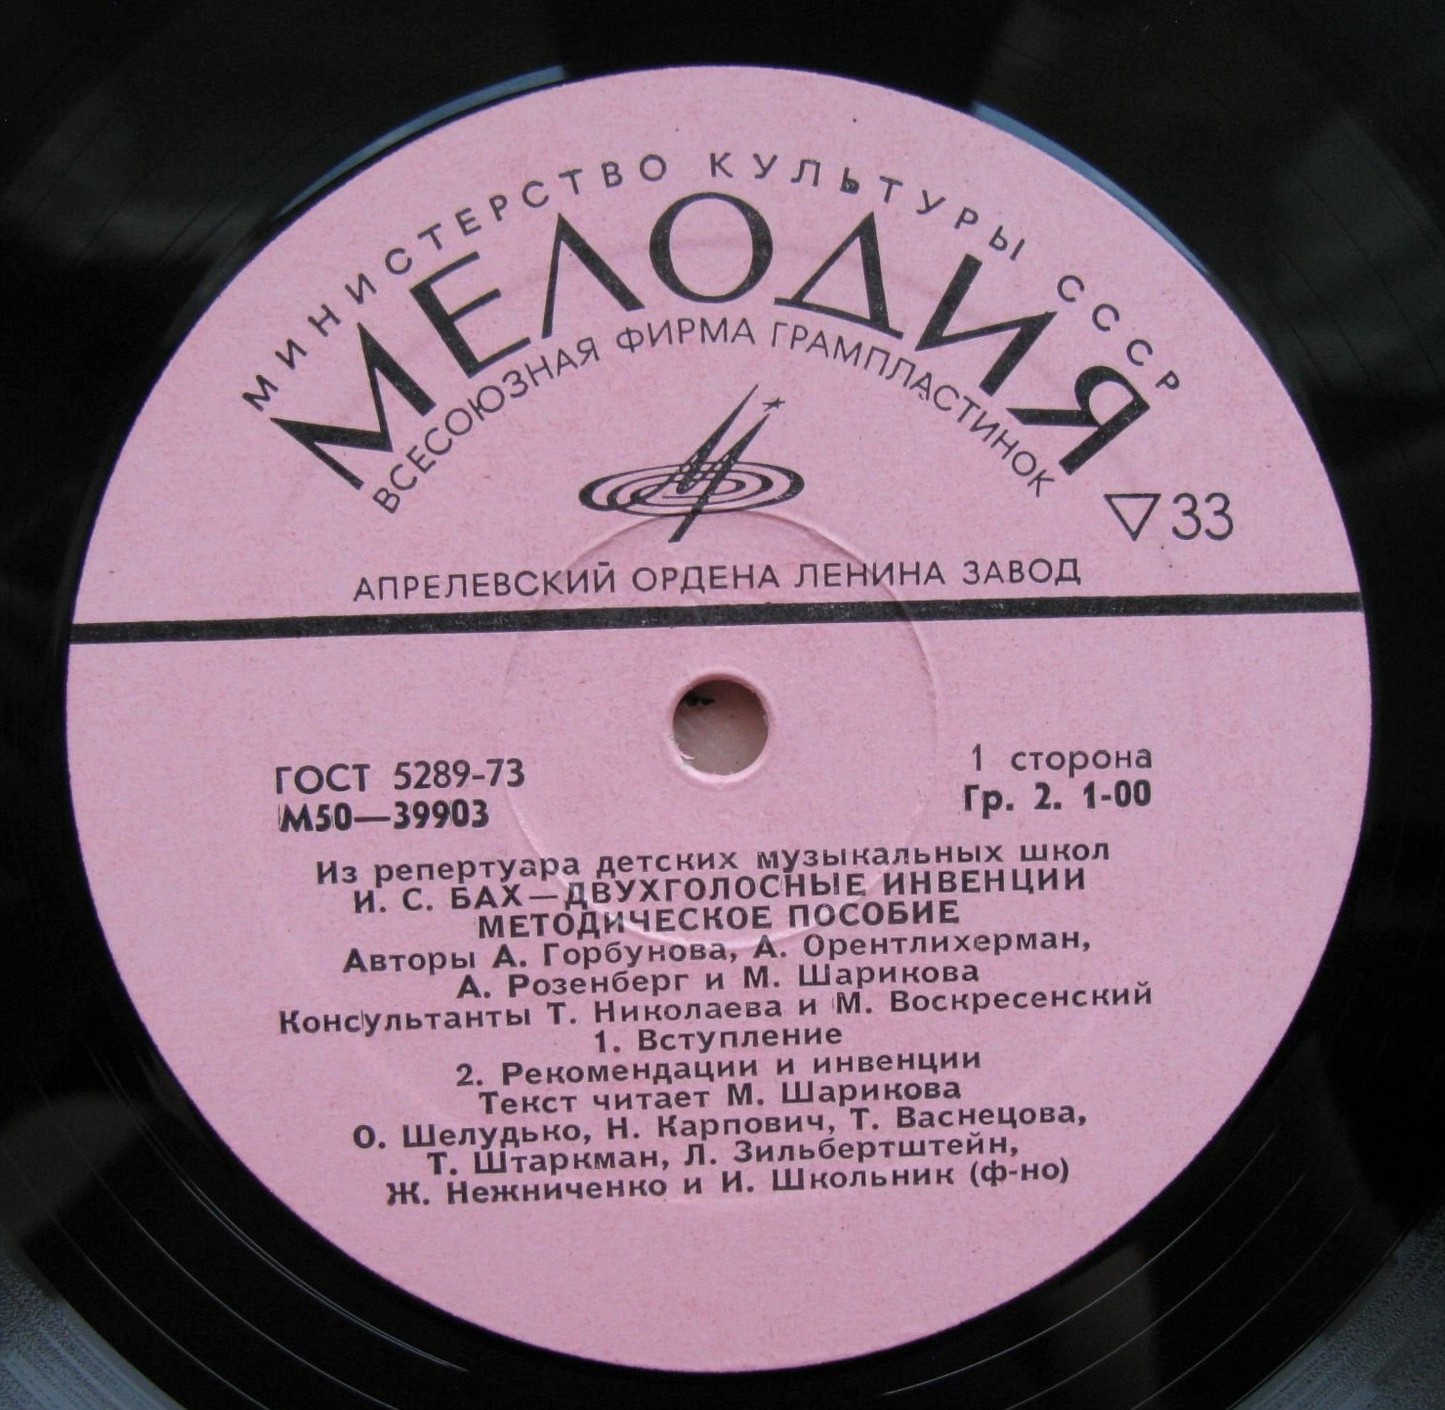 МИНИСТЕРСТВО КУЛЬТУРЫ СССР
МЕЛОДИЯ
ВСЕСОЮЗНАЯ ФИРМА ГРАМПЛАСТИНОК
▽33
АПРЕЛЕВСКИЙ ОРДЕНА ЛЕНИНА ЗАВОД
ГОСТ 5289-73
М50—39903
1 сторона
Гр. 2. 1-00
Из репертуара детских музыкальных школ
И. С. БАХ — ДВУХГОЛОСНЫЕ ИНВЕНЦИИ
МЕТОДИЧЕСКОЕ ПОСОБИЕ
Авторы А. Горбунова, А. Орентлихерман,
А. Розенберг и М. Шарикова
Консультанты Т. Николаева и М. Воскресенский
1. Вступление
2. Рекомендации и инвенции
Текст читает М. Шарикова
О. Шелудько, Н. Карпович, Т. Васнецова,
Т. Штаркман, Л. Зильбертштейн,
Ж. Нежниченко и И. Школьник (ф-но)